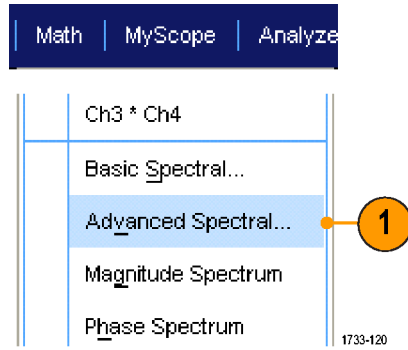 Math | MyScope | Analyze
Ch3 * Ch4
Basic Spectral...
Advanced Spectral...
1
Magnitude Spectrum
Phase Spectrum
1733-120